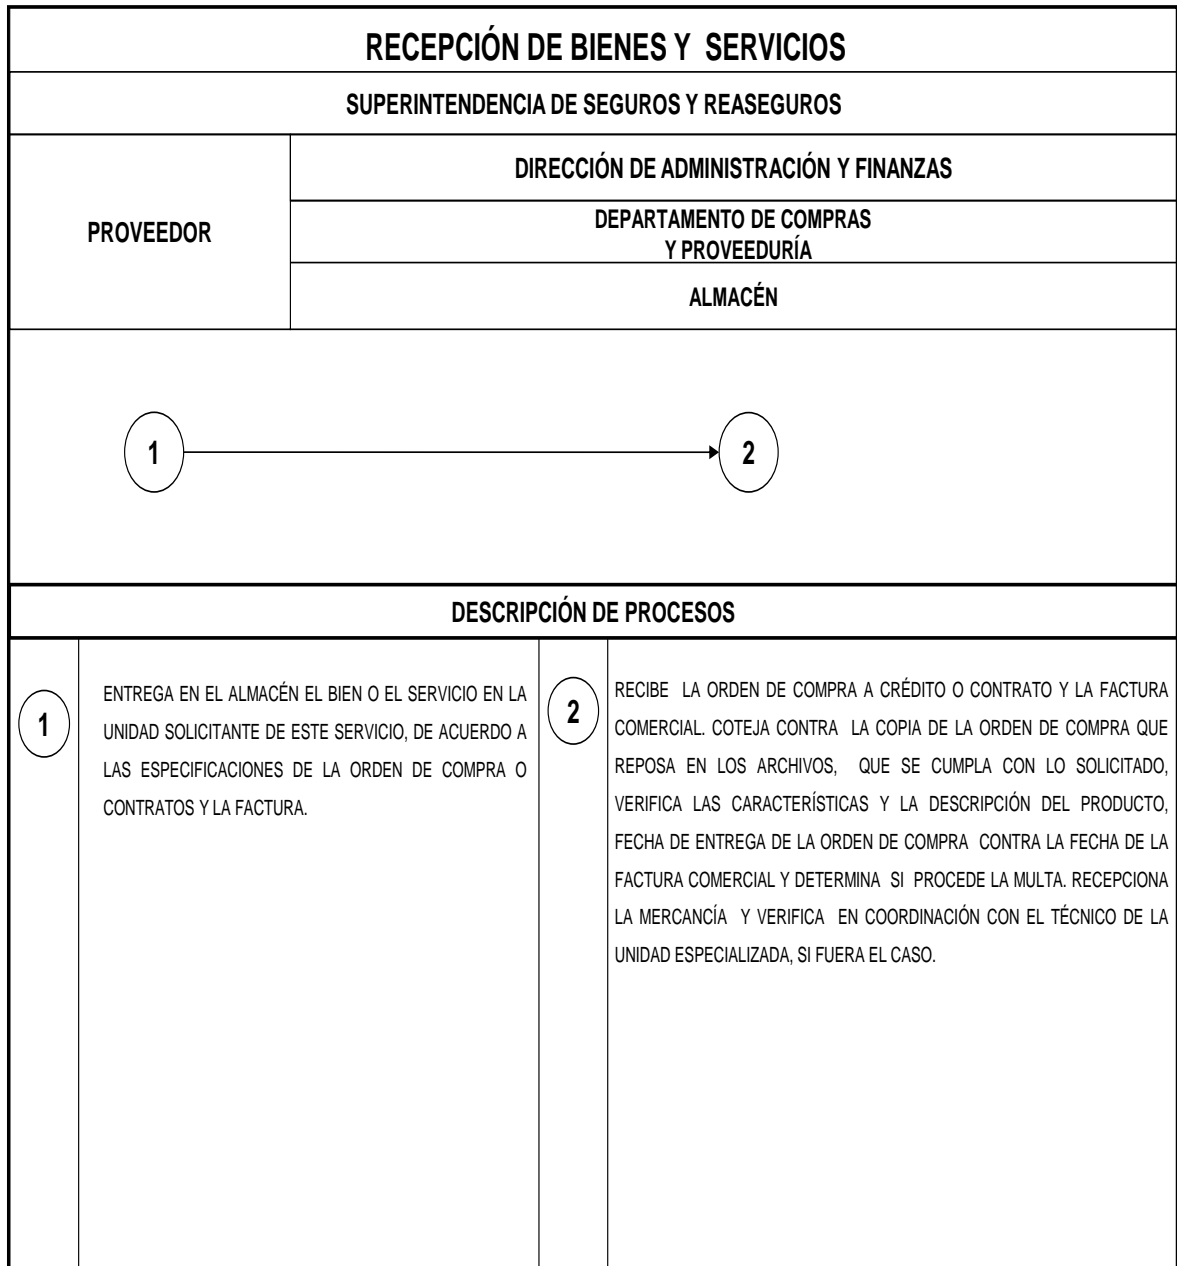 RECEPCIÓN DE BIENES Y SERVICIOS
SUPERINTENDENCIA DE SEGUROS Y REASEGUROS
PROVEEDOR
DIRECCIÓN DE ADMINISTRACIÓN Y FINANZAS
DEPARTAMENTO DE COMPRAS
Y PROVEEDURÍA
ALMACÉN
1
2
DESCRIPCIÓN DE PROCESOS
1
ENTREGA EN EL ALMACÉN EL BIEN O EL SERVICIO EN LA
UNIDAD SOLICITANTE DE ESTE SERVICIO, DE ACUERDO A
LAS ESPECIFICACIONES DE LA ORDEN DE COMPRA O
CONTRATOS Y LA FACTURA.
2
RECIBE LA ORDEN DE COMPRA A CRÉDITO O CONTRATO Y LA FACTURA
COMERCIAL. COTEJA CONTRA LA COPIA DE LA ORDEN DE COMPRA QUE
REPOSA EN LOS ARCHIVOS, QUE SE CUMPLA CON LO SOLICITADO,
VERIFICA LAS CARACTERÍSTICAS Y LA DESCRIPCIÓN DEL PRODUCTO,
FECHA DE ENTREGA DE LA ORDEN DE COMPRA CONTRA LA FECHA DE LA
FACTURA COMERCIAL Y DETERMINA SI PROCEDE LA MULTA. RECEPCIONA
LA MERCANCÍA Y VERIFICA EN COORDINACIÓN CON EL TÉCNICO DE LA
UNIDAD ESPECIALIZADA, SI FUERA EL CASO.